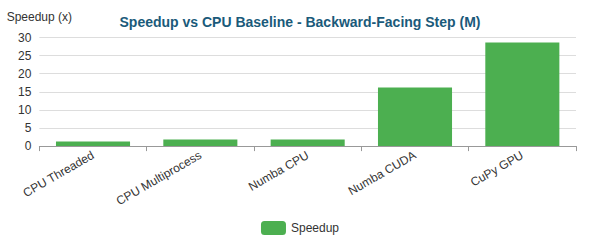 Speedup (x)
Speedup vs CPU Baseline - Backward-Facing Step (M)
30
25
20
15
10
5
0
CPU Threaded
CPU Multiprocess
Numba CPU
Numba CUDA
CuPy GPU
Speedup